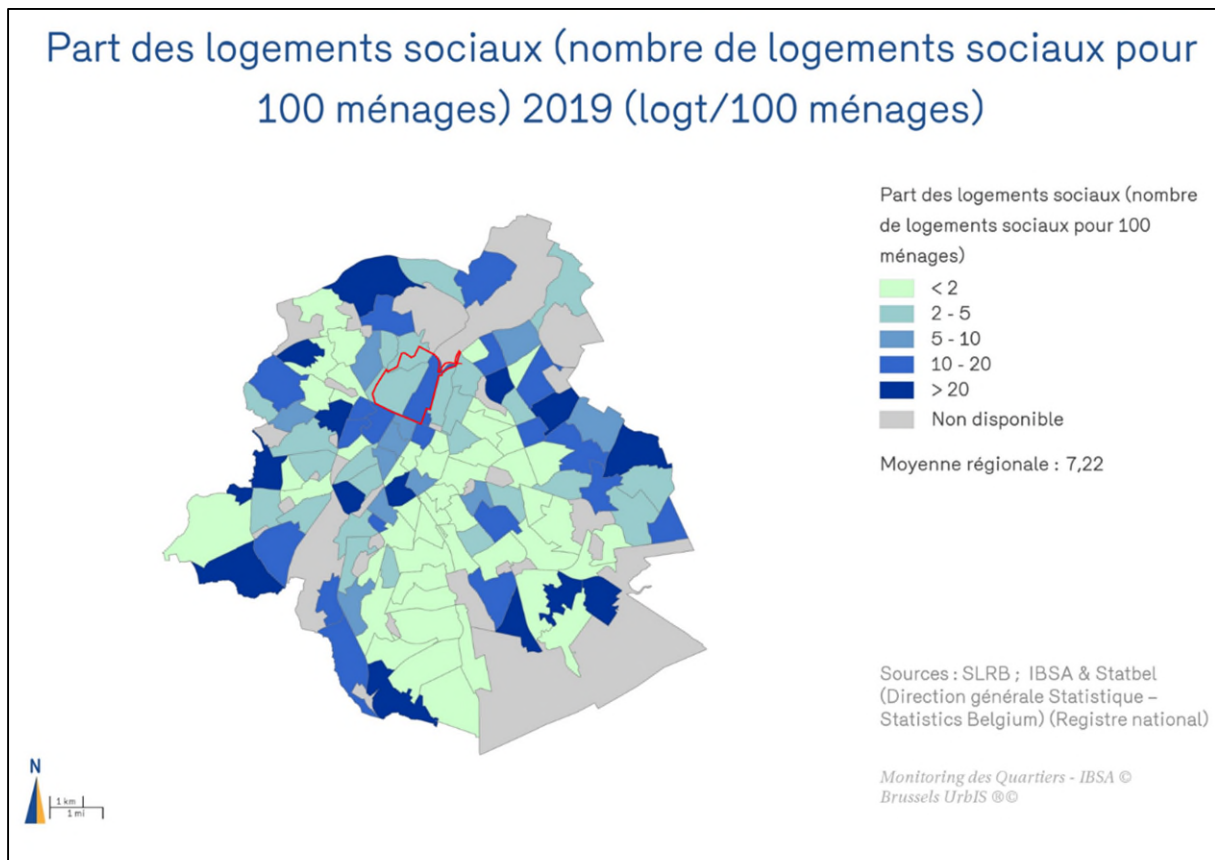 Part des logements sociaux (nombre de logements sociaux pour
100 ménages) 2019 (logt/100 ménages)
Part des logements sociaux (nombre
de logements sociaux pour 100
ménages)
< 2
2 - 5
5 - 10
10 - 20
> 20
Non disponible
Moyenne régionale : 7,22
Sources : SLRB ; IBSA & Statbel
(Direction générale Statistique –
Statistics Belgium) (Registre national)
Monitoring des Quartiers - IBSA ©
Brussels UrbIS ®©
N
1 km
1 mi